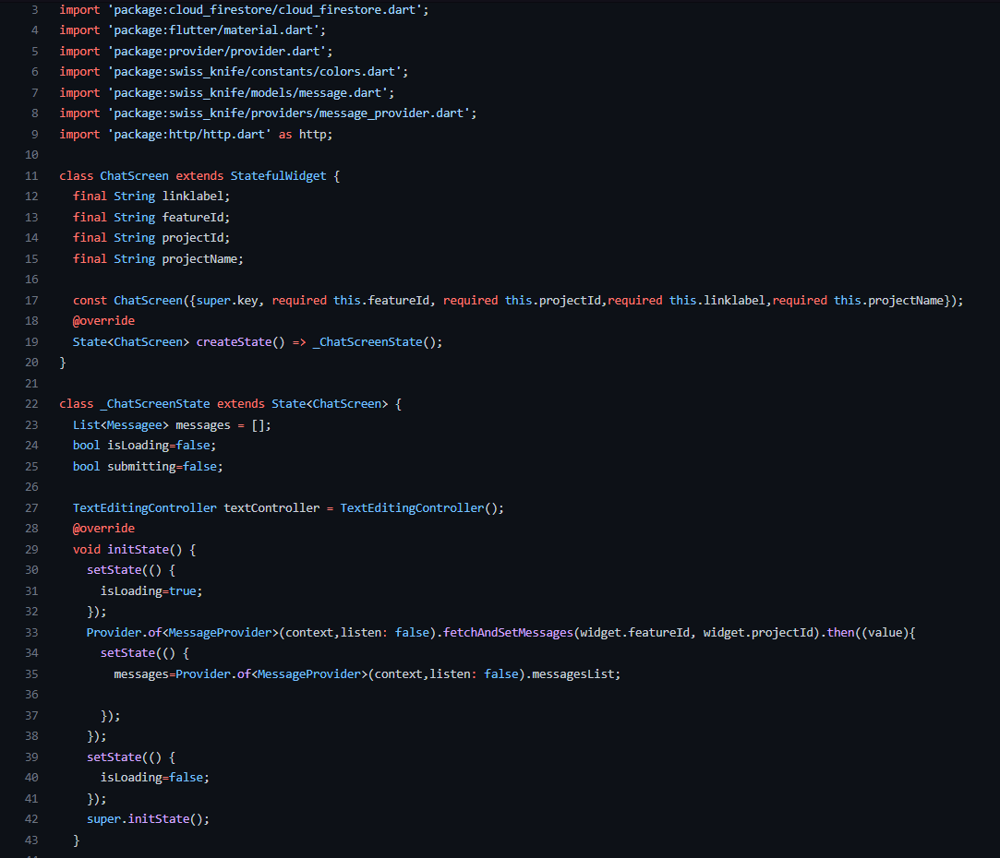 3 import 'package:cloud_firestore/cloud_firestore.dart';
4 import 'package:flutter/material.dart';
5 import 'package:provider/provider.dart';
6 import 'package:swiss_knife/constants/colors.dart';
7 import 'package:swiss_knife/models/message.dart';
8 import 'package:swiss_knife/providers/message_provider.dart';
9 import 'package:http/http.dart' as http;
10
11 class ChatScreen extends StatefulWidget {
12   final String linklabel;
13   final String featureId;
14   final String projectId;
15   final String projectName;
16
17   const ChatScreen({super.key, required this.featureId, required this.projectId,required this.linklabel,required this.projectName});
18   @override
19   State<ChatScreen> createState() => _ChatScreenState();
20 }
21
22 class _ChatScreenState extends State<ChatScreen> {
23   List<Messagee> messages = [];
24   bool isLoading=false;
25   bool submitting=false;
26
27   TextEditingController textController = TextEditingController();
28   @override
29   void initState() {
30     setState(() {
31       isLoading=true;
32     });
33     Provider.of<MessageProvider>(context,listen: false).fetchAndSetMessages(widget.featureId, widget.projectId).then((value){
34       setState(() {
35         messages=Provider.of<MessageProvider>(context,listen: false).messagesList;
36
37       });
38     });
39     setState(() {
40       isLoading=false;
41     });
42     super.initState();
43   }